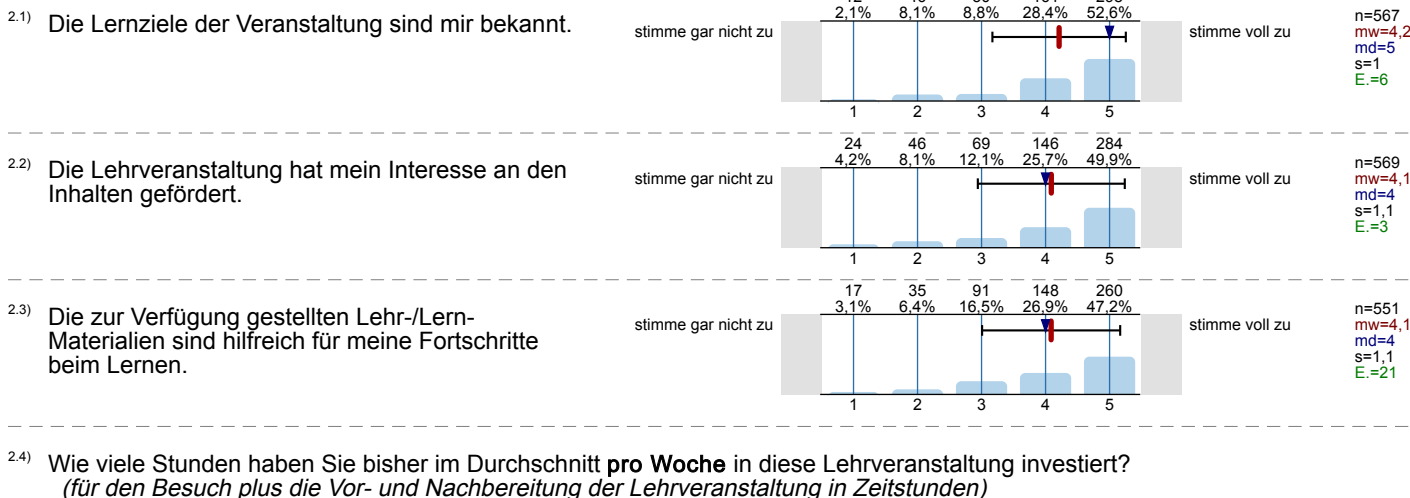 2.1) Die Lernziele der Veranstaltung sind mir bekannt.
stimme gar nicht zu
2,1% 8,1% 8,8% 28,4% 52,6%
1 2 3 4 5
stimme voll zu
n=567
mw=4,2
md=5
s=1
E.=6
2.2) Die Lehrveranstaltung hat mein Interesse an den
Inhalten gefördert.
stimme gar nicht zu
24 46 69 146 284
4,2% 8,1% 12,1% 25,7% 49,9%
1 2 3 4 5
stimme voll zu
n=569
mw=4,1
md=4
s=1,1
E.=3
2.3) Die zur Verfügung gestellten Lehr-/Lern-
Materialien sind hilfreich für meine Fortschritte
beim Lernen.
stimme gar nicht zu
17 35 91 148 260
3,1% 6,4% 16,5% 26,9% 47,2%
1 2 3 4 5
stimme voll zu
n=551
mw=4,1
md=4
s=1,1
E.=21
2.4) Wie viele Stunden haben Sie bisher im Durchschnitt pro Woche in diese Lehrveranstaltung investiert?
(für den Besuch plus die Vor- und Nachbereitung der Lehrveranstaltung in Zeitstunden)